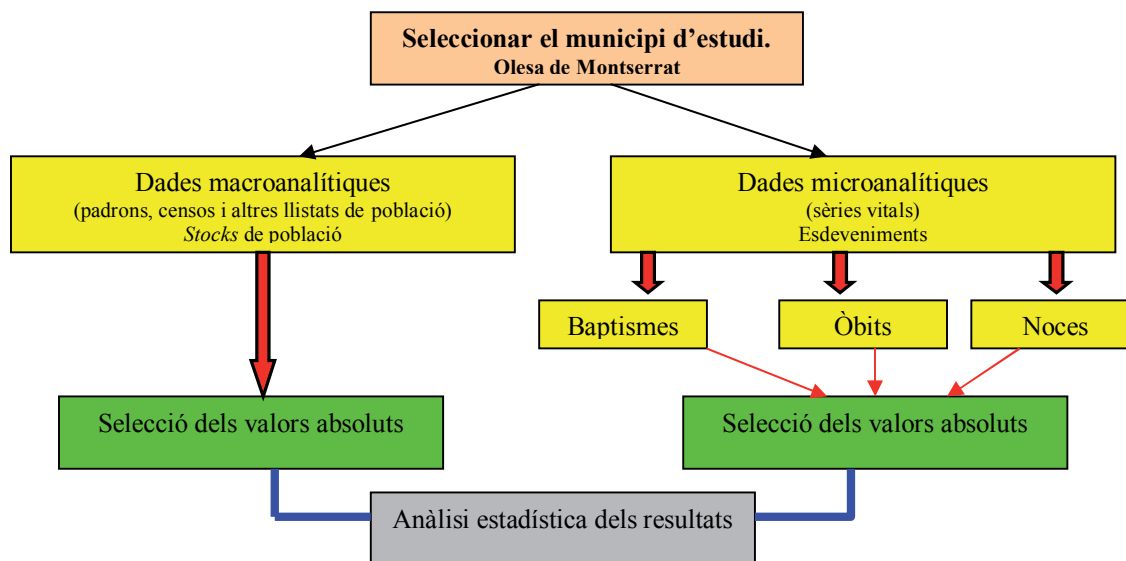 Seleccionar el municipi d’estudi.
Olesa de Montserrat
Dades macroanalítiques
(padrons, censos i altres llistats de població)
Stocks de població
Dades microanalítiques
(sèries vitals)
Esdeveniments
Baptismes
Òbits
Noces
Selecció dels valors absoluts
Selecció dels valors absoluts
Anàlisi estadística dels resultats